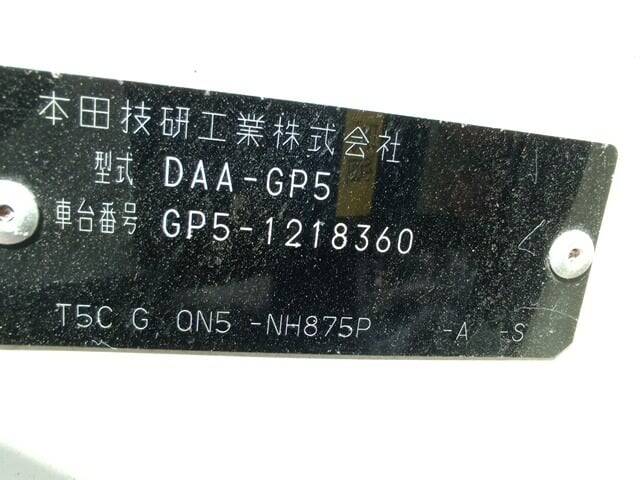 本田技研工業株式会社
型式 DAA-GP5
車台番号 GP5-1218360
T5C G QN5 -NH875P -A -S